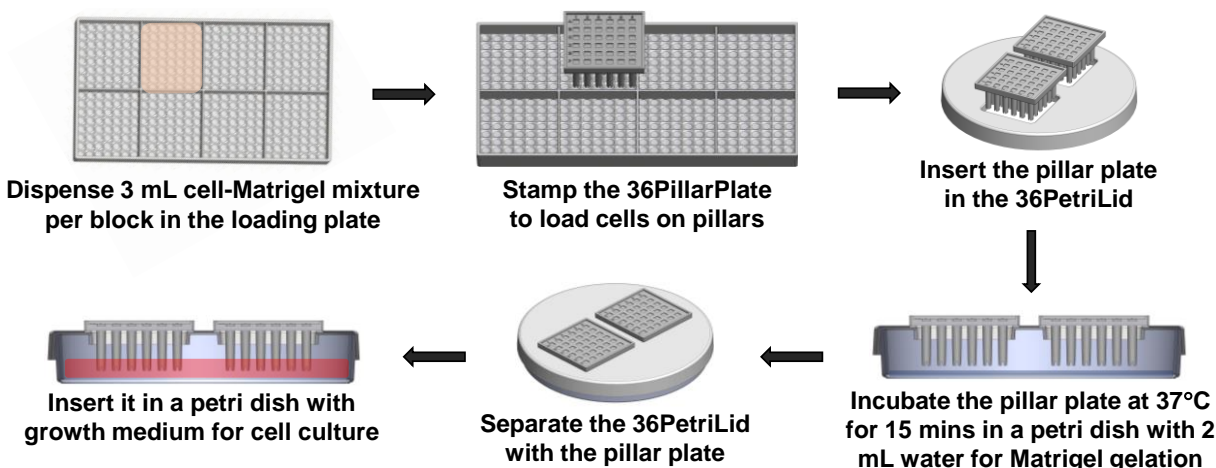 Dispense 3 mL cell-Matrigel mixture
per block in the loading plate
Stamp the 36PillarPlate
to load cells on pillars
Insert the pillar plate
in the 36PetriLid
Incubate the pillar plate at 37°C
for 15 mins in a petri dish with 2
mL water for Matrigel gelation
Separate the 36PetriLid
with the pillar plate
Insert it in a petri dish with
growth medium for cell culture